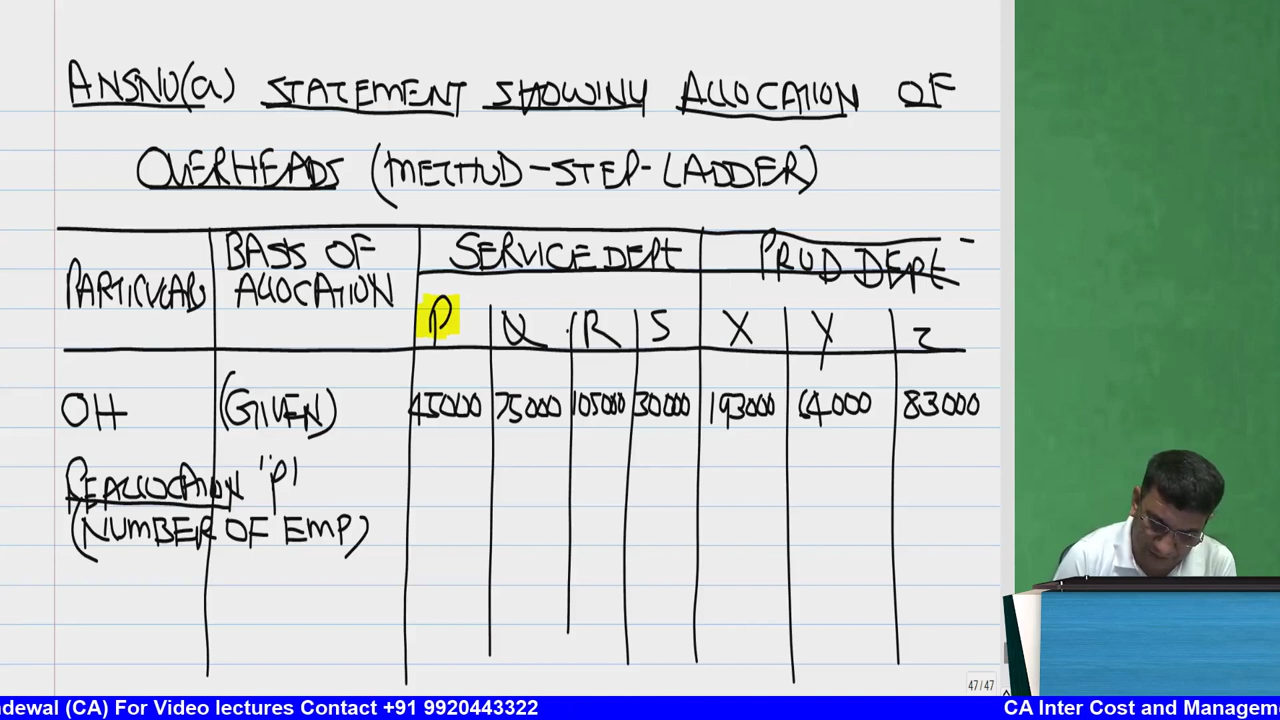 ANSNO(a) STATEMENT SHOWING ALLOCATION OF
OVERHEADS (METHOD-STEP-LADDER)
PARTICULARS BASIS OF ALLOCATION SERVICE DEPT PROD DEPT
P Q R S X Y Z
OH (GIVEN) 45000 75000 105000 30000 193000 64000 83000
REALLOCATION "P"
(NUMBER OF EMP)
47/47
ndewal (CA) For Video lectures Contact +91 9920443322 CA Inter Cost and Managem